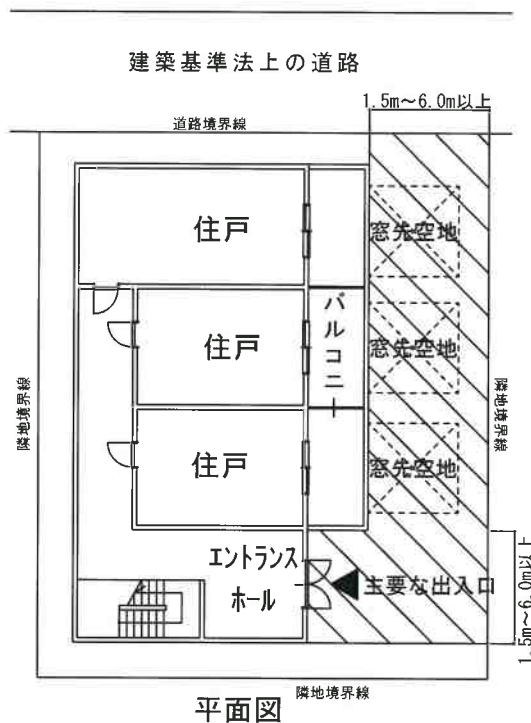 建築基準法上の道路
1.5m～6.0m以上
道路境界線
住戸
窓先空地
住戸
バルコニー
窓先空地
隣地境界線
隣地境界線
住戸
窓先空地
エントランス
ホール
主要な出入口
1.5m～6.0m以上
隣地境界線
平面図